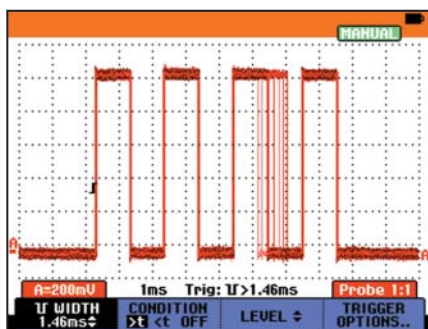 MANUAL
A
A
A=200mV 1ms Trig: ⊓>1.46ms Probe 1:1
⊓ WIDTH CONDITION LEVEL TRIGGER
1.46ms >t <t OFF OPTIONS..